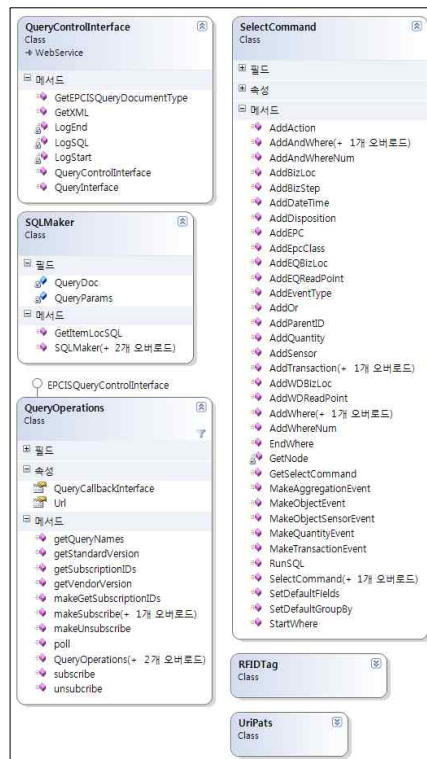 QueryControlInterface
Class
WebService
메서드
GetEPCISQueryDocumentType
GetXML
LogEnd
LogSQL
LogStart
QueryControlInterface
QueryInterface
SQLMaker
Class
필드
QueryDoc
QueryParams
메서드
GetItemLocSQL
SQLMaker(+ 2개 오버로드)
EPCISQueryControlInterface
QueryOperations
Class
필드
속성
QueryCallbackInterface
Url
메서드
getQueryNames
getStandardVersion
getSubscriptionIDs
getVendorVersion
makeGetSubscriptionIDs
makeSubscribe(+ 1개 오버로드)
makeUnsubscribe
poll
QueryOperations(+ 2개 오버로드)
subscribe
unsubcribe
SelectCommand
Class
필드
속성
메서드
AddAction
AddAndWhere(+ 1개 오버로드)
AddAndWhereNum
AddBizLoc
AddBizStep
AddDateTime
AddDisposition
AddEPC
AddEpcClass
AddEQBizLoc
AddEQReadPoint
AddEventType
AddOr
AddParentID
AddQuantity
AddSensor
AddTransaction(+ 1개 오버로드)
AddWDBizLoc
AddWDReadPoint
AddWhere(+ 1개 오버로드)
AddWhereNum
EndWhere
GetNode
GetSelectCommand
MakeAggregationEvent
MakeObjectEvent
MakeObjectSensorEvent
MakeQuantityEvent
MakeTransactionEvent
RunSQL
SelectCommand(+ 1개 오버로드)
SetDefaultFields
SetDefaultGroupBy
StartWhere
RFIDTag
Class
UriPats
Class